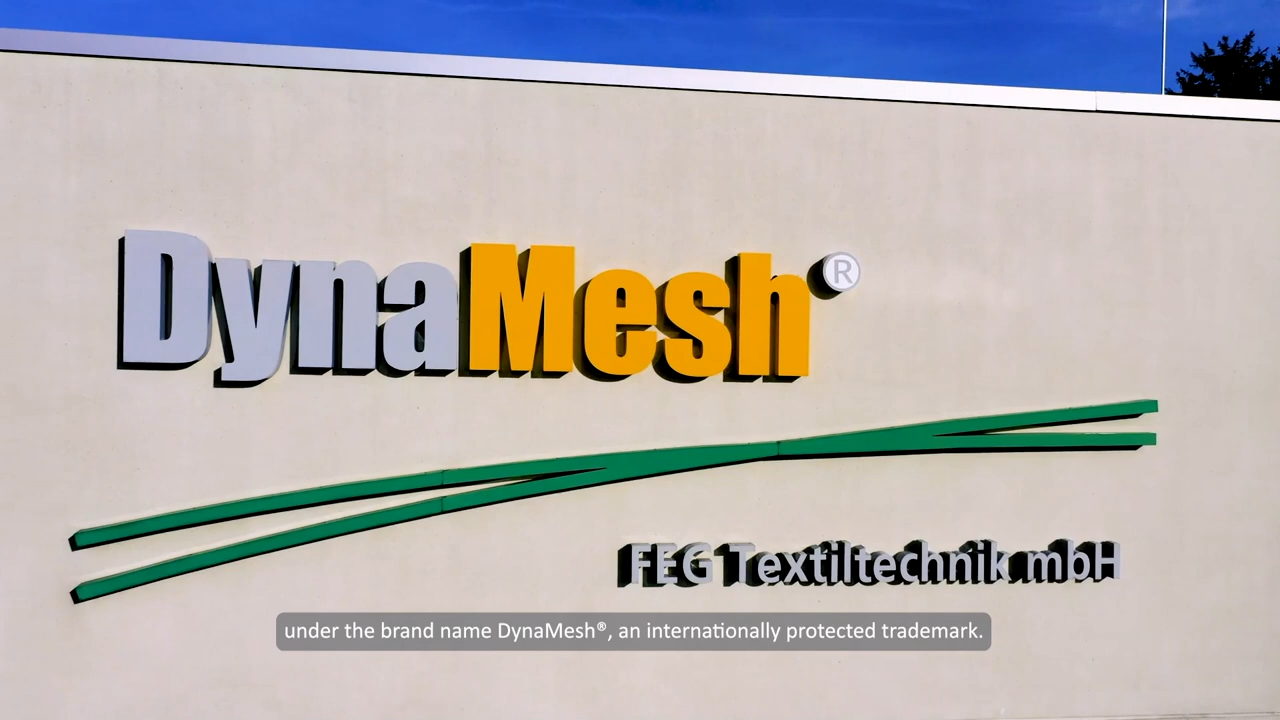 DynaMesh®
FEG Textiltechnik mbH
under the brand name DynaMesh®, an internationally protected trademark.